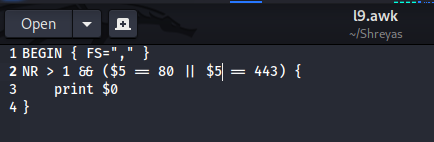 Open
l9.awk
~/Shreyas
1 BEGIN { FS="," }
2 NR > 1 && ($5 == 80 || $5 == 443) {
3     print $0
4 }